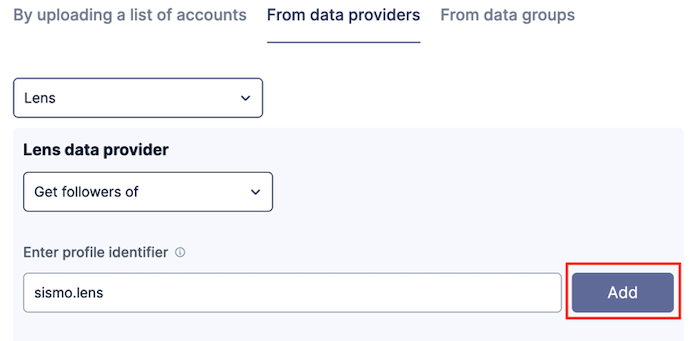 By uploading a list of accounts From data providers From data groups
Lens
Lens data provider
Get followers of
Enter profile identifier
sismo.lens Add